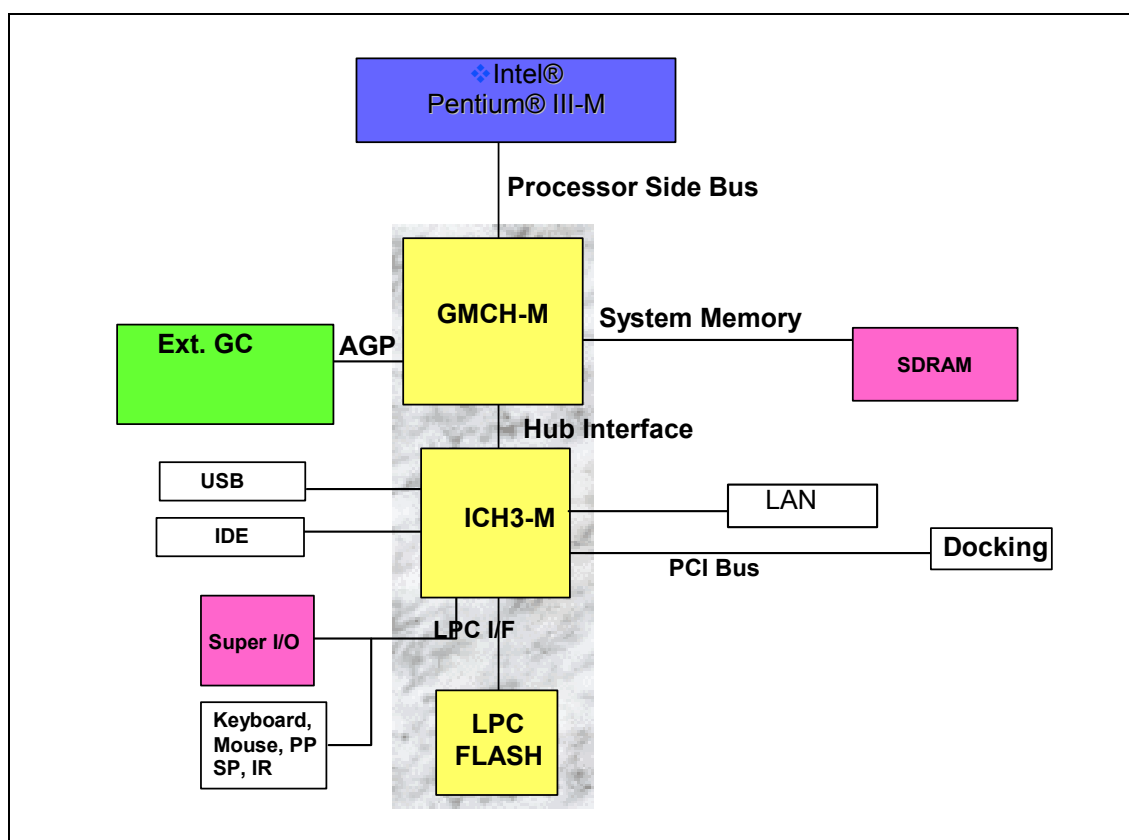 ❖Intel®
Pentium® III-M
Processor Side Bus
GMCH-M
System Memory
Ext. GC
AGP
SDRAM
Hub Interface
USB
ICH3-M
LAN
IDE
Docking
PCI Bus
LPC I/F
Super I/O
Keyboard,
Mouse, PP
SP, IR
LPC
FLASH